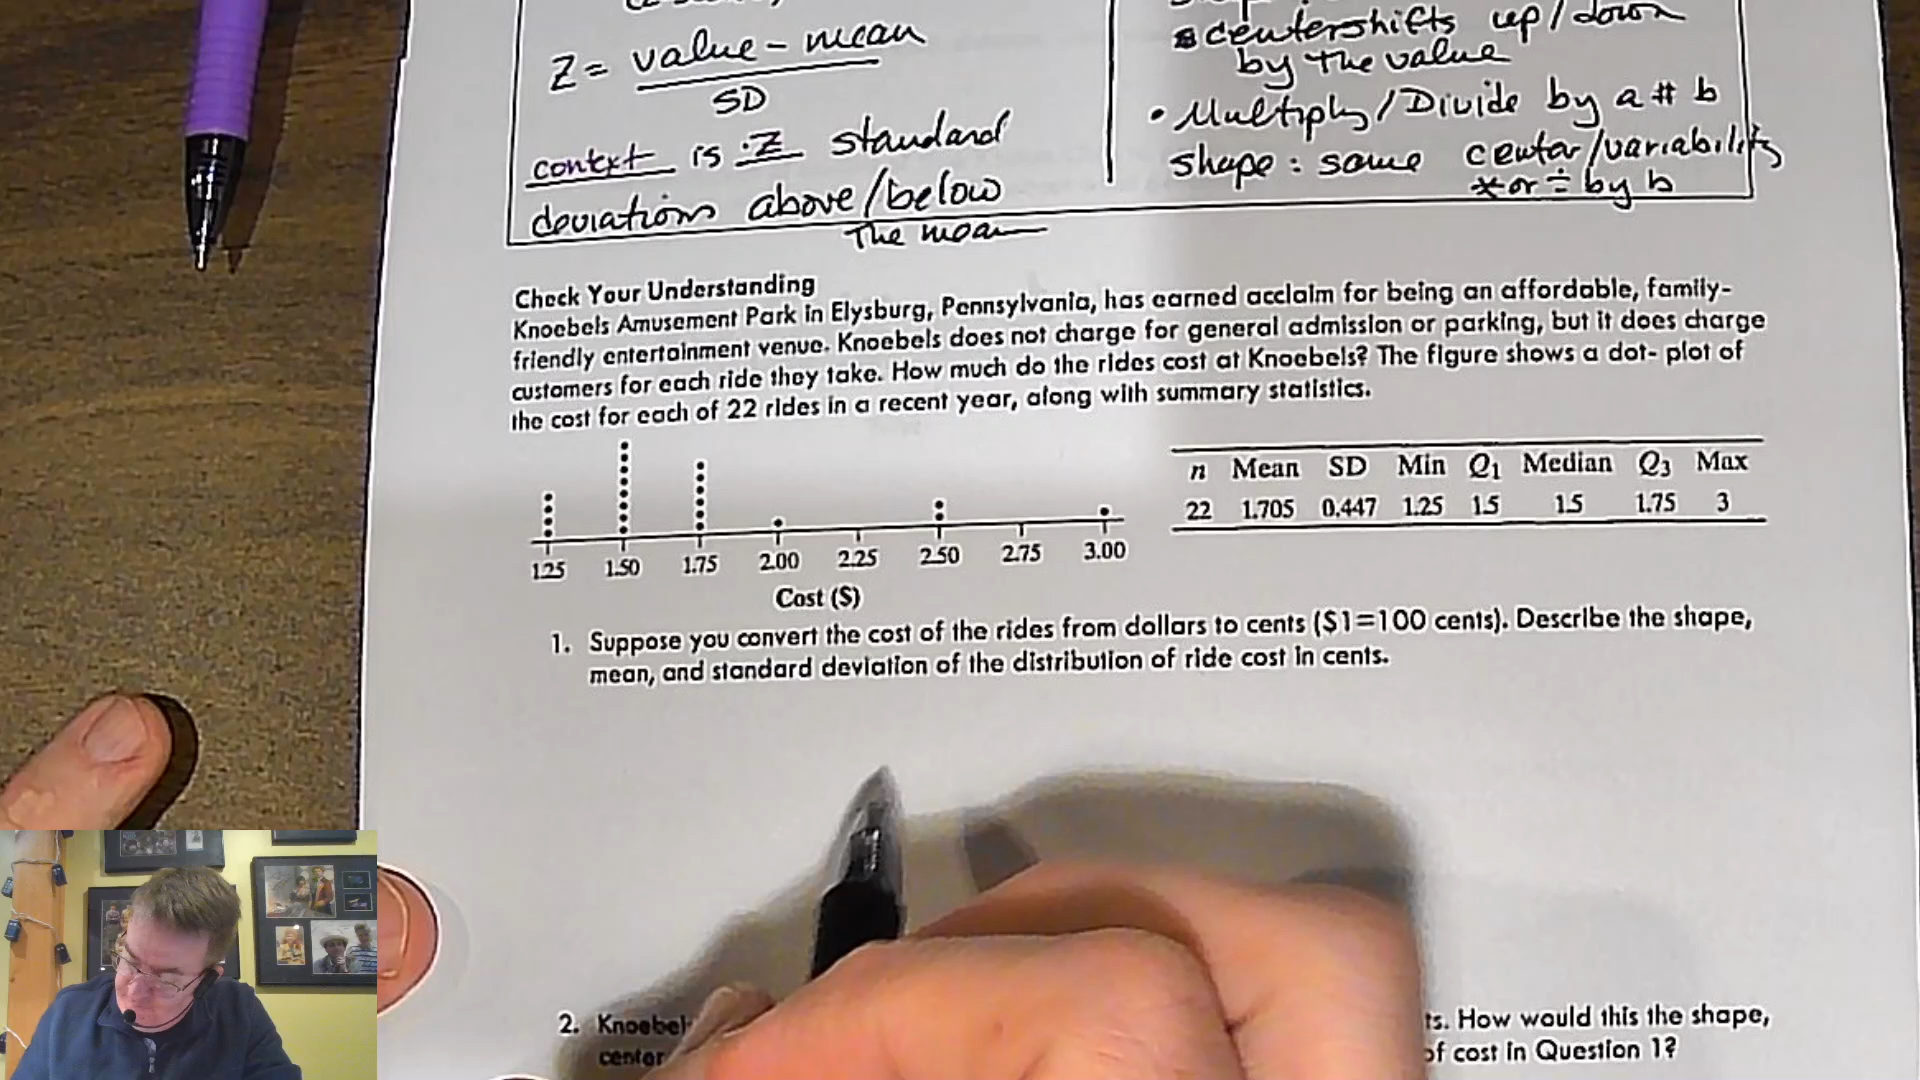 Z = value - mean
SD
context is Z standard
deviations above/below
the mean
center shifts up/down
by the value
• Multiply/Divide by a # b
shape: same center/variability
* or ÷ by b
Check Your Understanding
Knoebels Amusement Park in Elysburg, Pennsylvania, has earned acclaim for being an affordable, family-
friendly entertainment venue. Knoebels does not charge for general admission or parking, but it does charge
customers for each ride they take. How much do the rides cost at Knoebels? The figure shows a dot- plot of
the cost for each of 22 rides in a recent year, along with summary statistics.
1.25 1.50 1.75 2.00 2.25 2.50 2.75 3.00
Cost ($)
n Mean SD Min Q1 Median Q3 Max
22 1.705 0.447 1.25 1.5 1.5 1.75 3
1. Suppose you convert the cost of the rides from dollars to cents ($1=100 cents). Describe the shape,
mean, and standard deviation of the distribution of ride cost in cents.
2. Knoebel ts. How would this the shape,
center of cost in Question 1?